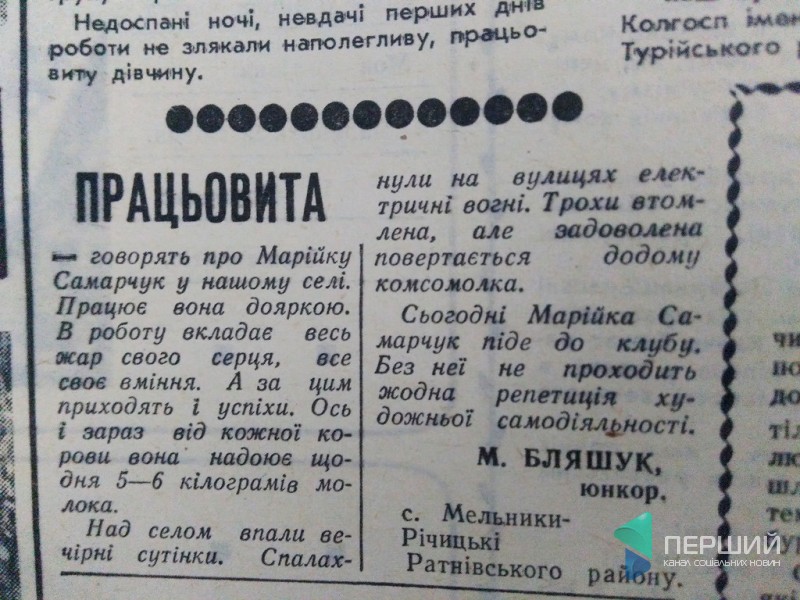 Недоспані ночі, невдачі перших днів
роботи не злякали наполегливу, працьо-
виту дівчину.
Колгосп імен
Турійського р
ПРАЦЬОВИТА
— говорять про Марійку
Самарчук у нашому селі.
Працює вона дояркою.
В роботу вкладає весь
жар свого серця, все
своє вміння. А за цим
приходять і успіхи. Ось
і зараз від кожної ко-
рови вона надоює що-
дня 5—6 кілограмів мо-
лока.
Над селом впали ве-
чірні сутінки. Спалах-
нули на вулицях елек-
тричні вогні. Трохи втом-
лена, але задоволена
повертається додому
комсомолка.
Сьогодні Марійка Са-
марчук піде до клубу.
Без неї не проходить
жодна репетиція ху-
дожньої самодіяльності.
М. БЛЯШУК,
юнкор.
с. Мельники-
Річицькі
Ратнівського району.
ПЕРШИЙ
КАНАЛ СОЦІАЛЬНИХ НОВИН